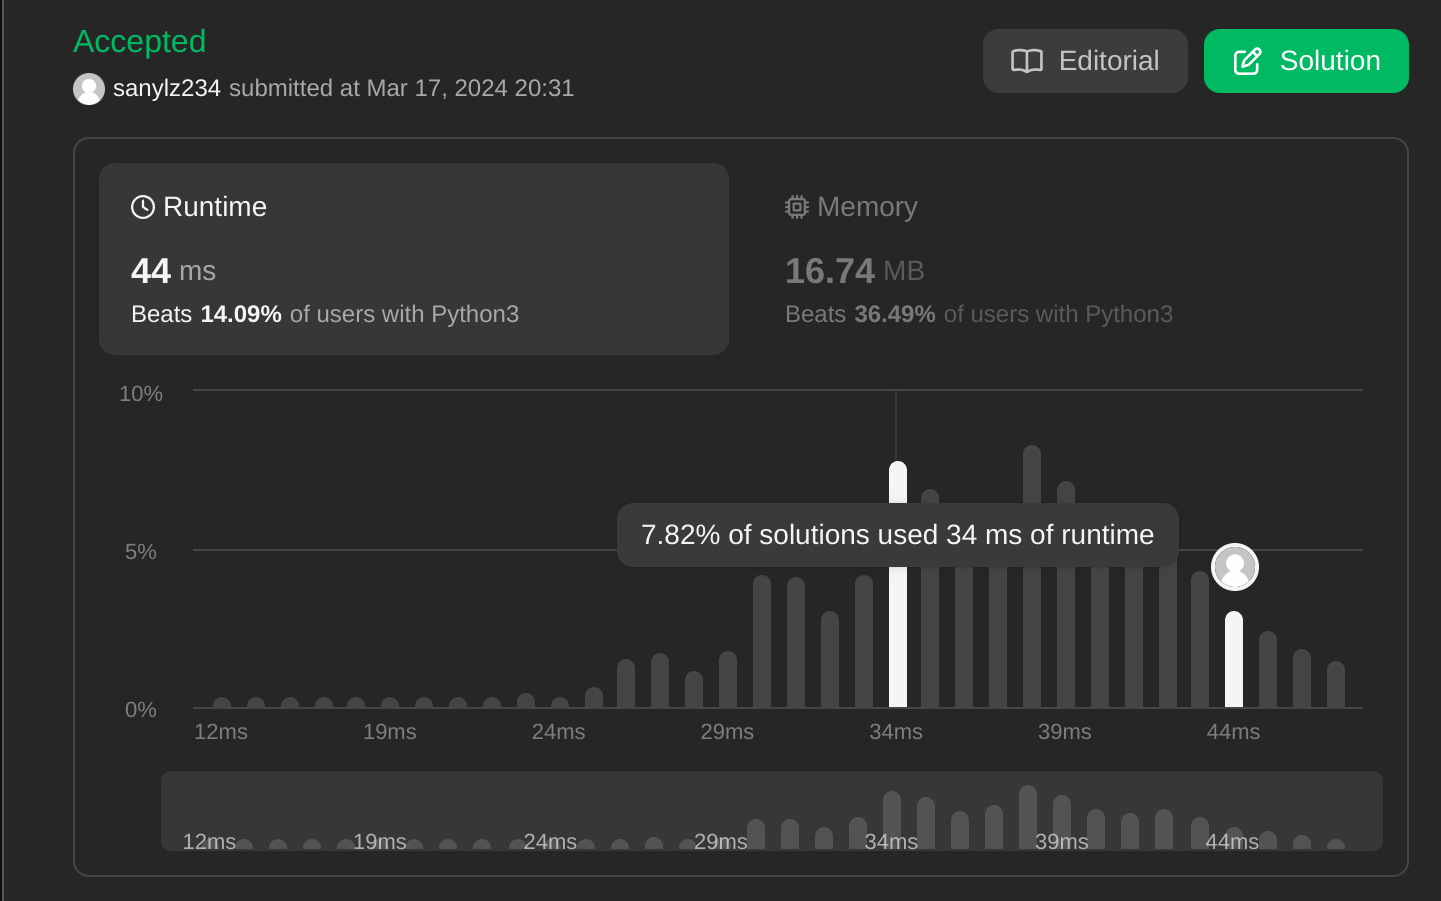 Accepted
Editorial
Solution
sanylz234 submitted at Mar 17, 2024 20:31
Runtime
44 ms
Beats 14.09% of users with Python3
Memory
16.74 MB
Beats 36.49% of users with Python3
10%
7.82% of solutions used 34 ms of runtime
5%
0%
12ms 19ms 24ms 29ms 34ms 39ms 44ms
12ms 19ms 24ms 29ms 34ms 39ms 44ms